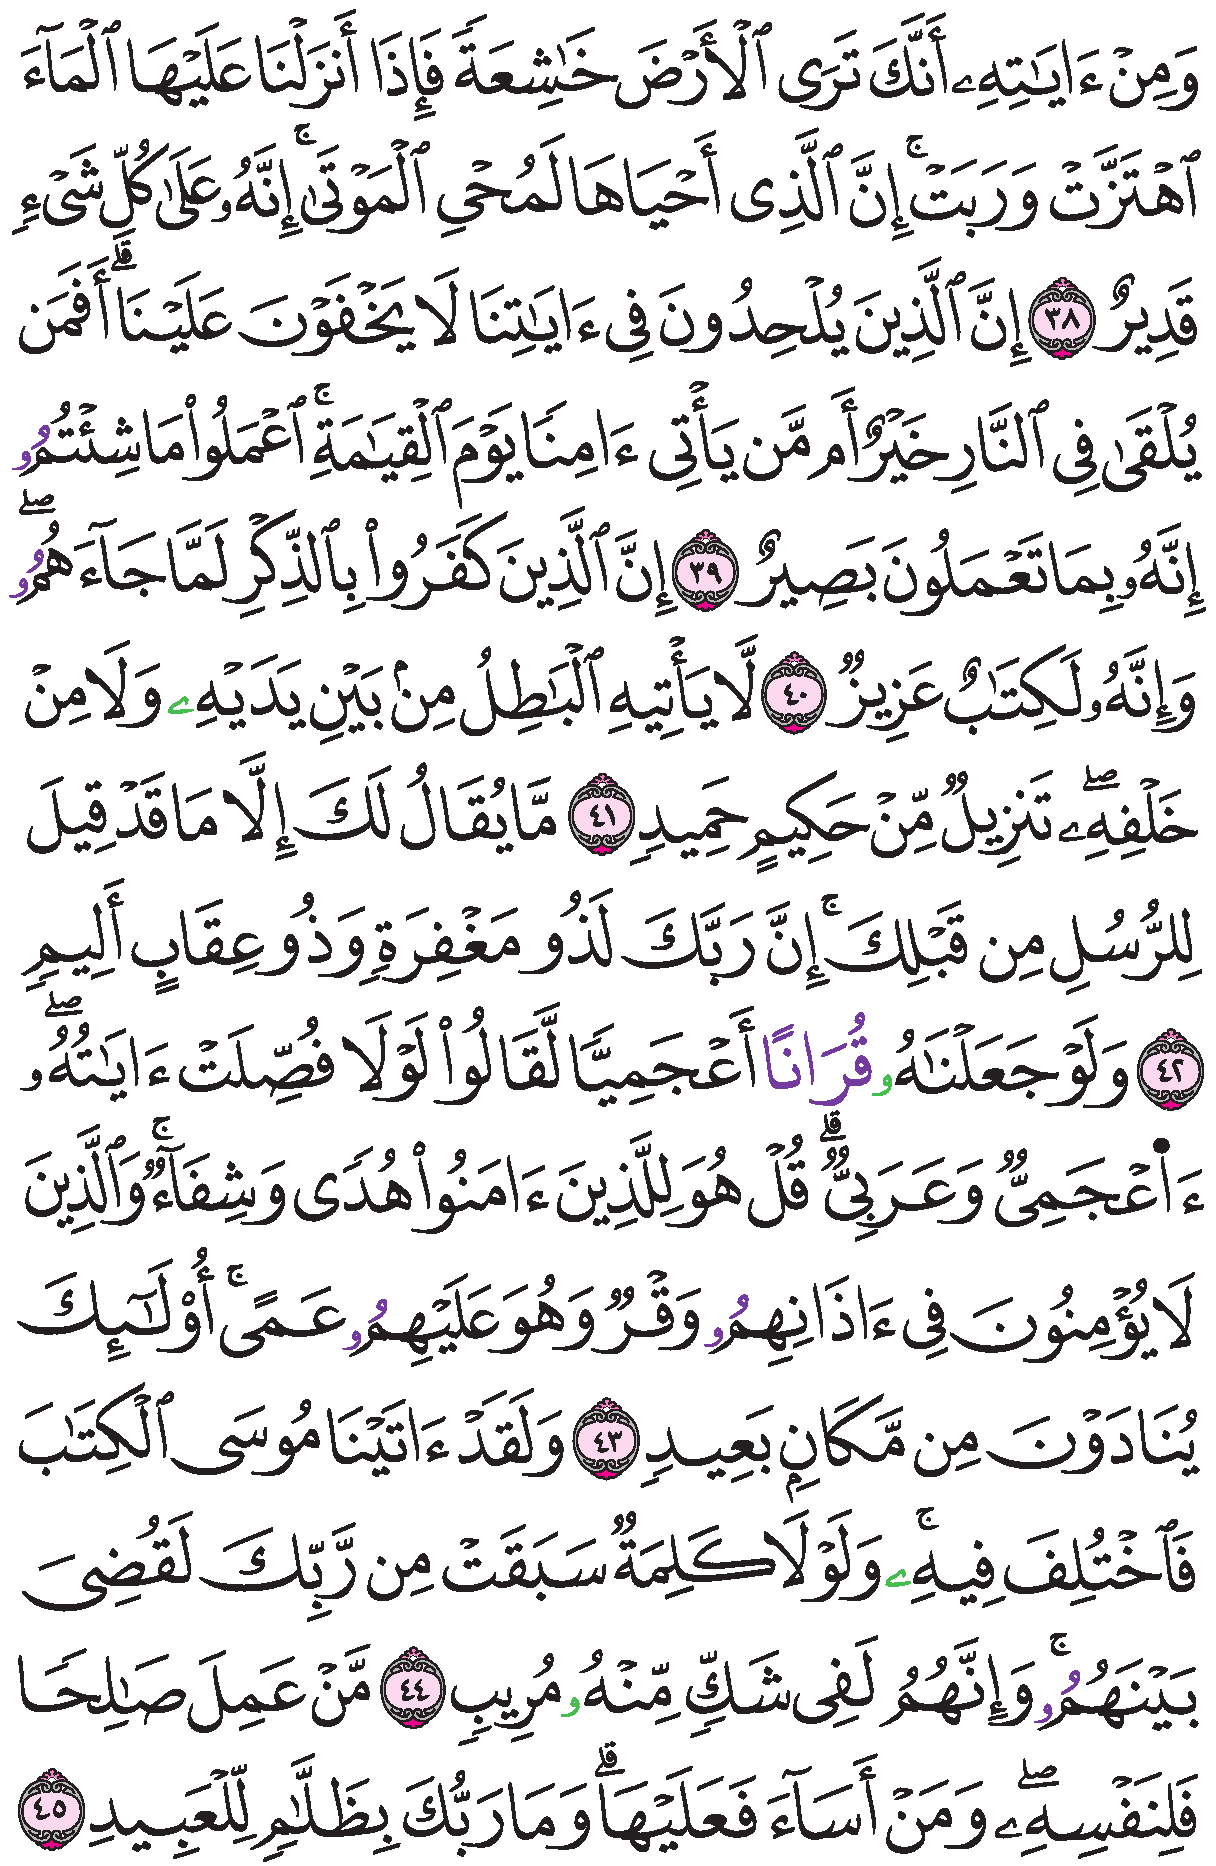 وَمِنْ ءَايَـٰتِهِۦ أَنَّكَ تَرَى ٱلْأَرْضَ خَـٰشِعَةً فَإِذَا أَنزَلْنَا عَلَيْهَا ٱلْمَآءَ
ٱهْتَزَّتْ وَرَبَتْ ۚ إِنَّ ٱلَّذِى أَحْيَاهَا لَمُحْىِ ٱلْمَوْتَىٰ ۚ إِنَّهُۥ عَلَىٰ كُلِّ شَىْءٍ
قَدِيرٌ ٣٨ إِنَّ ٱلَّذِينَ يُلْحِدُونَ فِى ءَايَـٰتِنَا لَا يَخْفَوْنَ عَلَيْنَا ۗ أَفَمَن
يُلْقَىٰ فِى ٱلنَّارِ خَيْرٌ أَم مَّن يَأْتِى ءَامِنًا يَوْمَ ٱلْقِيَـٰمَةِ ۚ ٱعْمَلُوا۟ مَا شِئْتُمُۥ ۖ
إِنَّهُۥ بِمَا تَعْمَلُونَ بَصِيرٌ ٣٩ إِنَّ ٱلَّذِينَ كَفَرُوا۟ بِٱلذِّكْرِ لَمَّا جَآءَهُمُۥ ۖ
وَإِنَّهُۥ لَكِتَـٰبٌ عَزِيزٌ ٤٠ لَّا يَأْتِيهِ ٱلْبَـٰطِلُ مِنۢ بَيْنِ يَدَيْهِۦ وَلَا مِنْ
خَلْفِهِۦ ۖ تَنزِيلٌ مِّنْ حَكِيمٍ حَمِيدٍ ٤١ مَّا يُقَالُ لَكَ إِلَّا مَا قَدْ قِيلَ
لِلرُّسُلِ مِن قَبْلِكَ ۚ إِنَّ رَبَّكَ لَذُو مَغْفِرَةٍ وَذُو عِقَابٍ أَلِيمٍ
٤٢ وَلَوْ جَعَلْنَـٰهُۥ قُرَانًا أَعْجَمِيًّا لَّقَالُوا۟ لَوْلَا فُصِّلَتْ ءَايَـٰتُهُۥ ۖ
ءَا۬عْجَمِىٌّ وَعَرَبِىٌّ ۗ قُلْ هُوَ لِلَّذِينَ ءَامَنُوا۟ هُدًى وَشِفَآءٌ ۚ وَٱلَّذِينَ
لَا يُؤْمِنُونَ فِى ءَاذَانِهِمُۥ وَقْرٌ وَهُوَ عَلَيْهِمُۥ عَمًى ۚ أُو۟لَـٰٓئِكَ
يُنَادَوْنَ مِن مَّكَانٍۭ بَعِيدٍ ٤٣ وَلَقَدْ ءَاتَيْنَا مُوسَى ٱلْكِتَـٰبَ
فَٱخْتُلِفَ فِيهِۦ ۚ وَلَوْلَا كَلِمَةٌ سَبَقَتْ مِن رَّبِّكَ لَقُضِىَ
بَيْنَهُمُۥ ۚ وَإِنَّهُمُ لَفِى شَكٍّ مِّنْهُۥ مُرِيبٍ ٤٤ مَّنْ عَمِلَ صَـٰلِحًا
فَلِنَفْسِهِۦ ۖ وَمَنْ أَسَآءَ فَعَلَيْهَا ۗ وَمَا رَبُّكَ بِظَلَّـٰمٍ لِّلْعَبِيدِ ٤٥